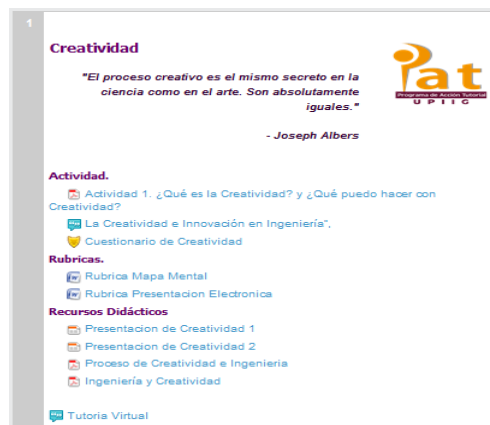 1
Creatividad
"El proceso creativo es el mismo secreto en la
ciencia como en el arte. Son absolutamente
iguales."
- Joseph Albers
Pat
Programa de Acción Tutorial
UPIIG
Actividad.
Actividad 1. ¿Qué es la Creatividad? y ¿Qué puedo hacer con
Creatividad?
La Creatividad e Innovación en Ingeniería",
Cuestionario de Creatividad
Rubricas.
Rubrica Mapa Mental
Rubrica Presentacion Electronica
Recursos Didácticos
Presentacion de Creatividad 1
Presentacion de Creatividad 2
Proceso de Creatividad e Ingenieria
Ingeniería y Creatividad
Tutoria Virtual